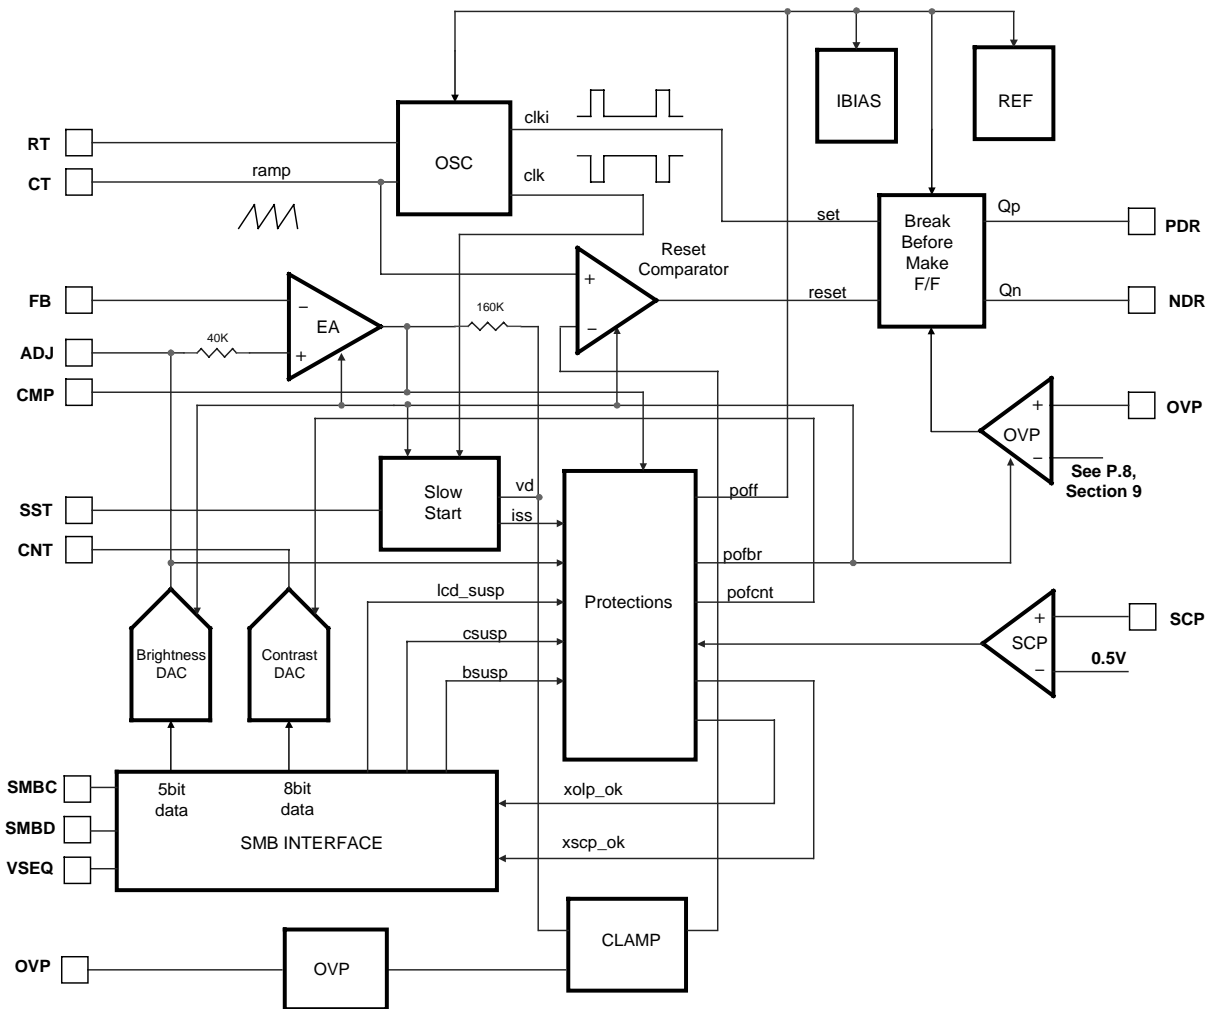 IBIAS
REF
RT
CT
ramp
OSC
clki
clk
set
Break
Before
Make
F/F
Qp
PDR
Reset
Comparator
+
−
reset
Qn
NDR
FB
−
EA
+
160K
ADJ
40K
CMP
+
OVP
−
OVP
See P.8,
Section 9
Slow
Start
vd
iss
poff
SST
CNT
pofbr
lcd_susp
Protections
pofcnt
csusp
bsusp
+
SCP
−
SCP
0.5V
Brightness
DAC
Contrast
DAC
SMBC
5bit
data
8bit
data
xolp_ok
SMBD
SMB INTERFACE
xscp_ok
VSEQ
CLAMP
OVP
OVP